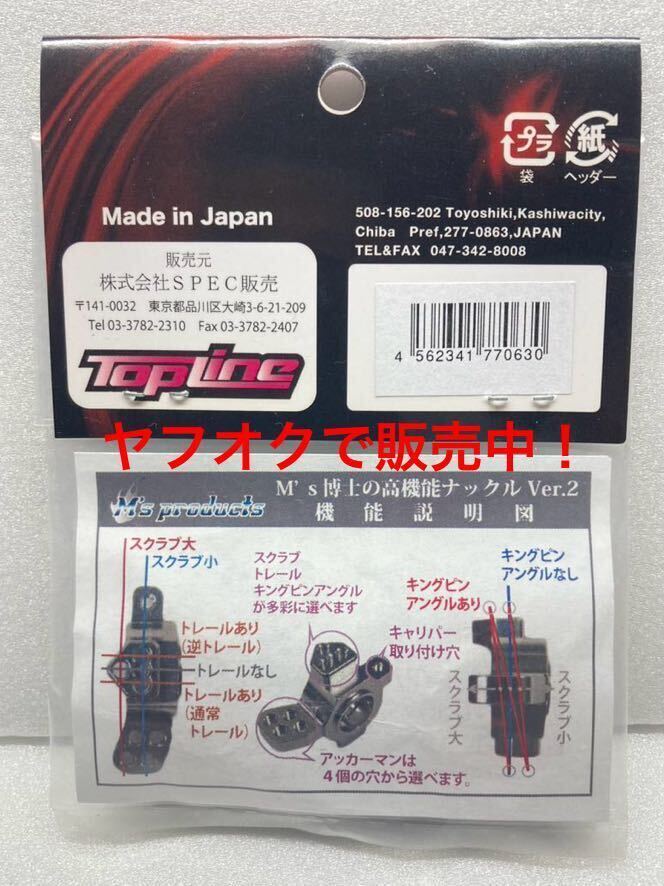 プラ
袋
紙
ヘッダー
Made in Japan
販売元
株式会社SPEC販売
〒141-0032 東京都品川区大崎3-6-21-209
Tel 03-3782-2310 Fax 03-3782-2407
TopLine
508-156-202 Toyoshiki,Kashiwacity,
Chiba Pref,277-0863,JAPAN
TEL&FAX 047-342-8008
4 562341 770630
ヤフオクで販売中！
M's products
M's博士の高機能ナックル Ver.2
機能説明図
スクラブ大
スクラブ小
トレールあり
(逆トレール)
トレールなし
トレールあり
(通常
トレール)
スクラブ
トレール
キングピンアングル
が多彩に選べます
キャリパー
取り付け穴
アッカーマンは
4個の穴から選べます。
キングピン
アングルなし
キングピン
アングルあり
スクラブ大
スクラブ小